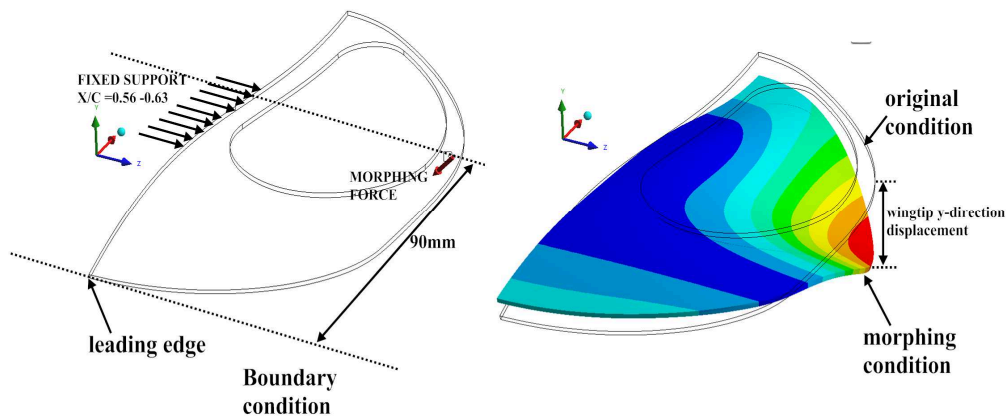 FIXED SUPPORT
X/C =0.56 -0.63
Y
Z
MORPHING
FORCE
90mm
leading edge
Boundary
condition
Y
Z
original
condition
wingtip y-direction
displacement
morphing
condition